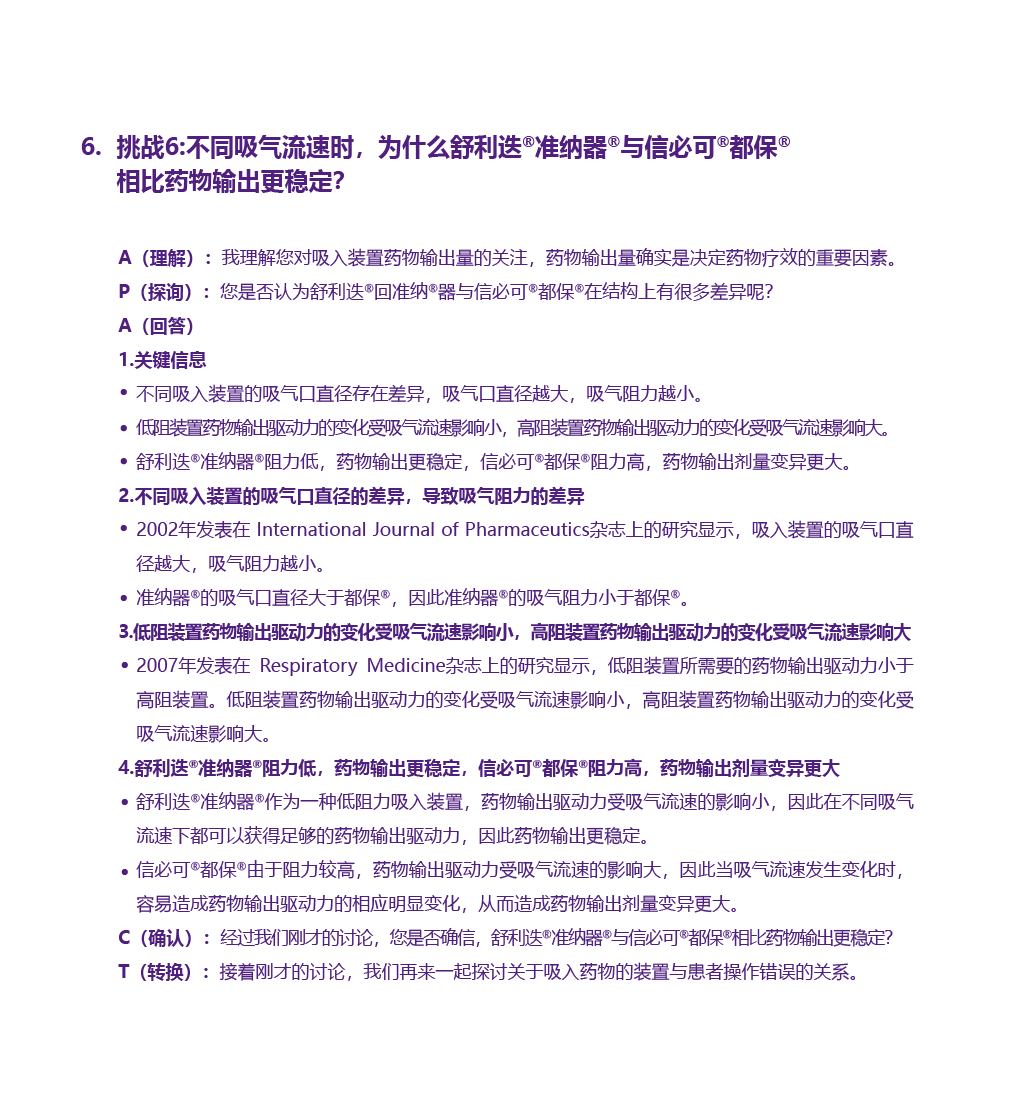 6. 挑战6:不同吸气流速时，为什么舒利迭®准纳器®与信必可®都保®
相比药物输出更稳定？
A（理解）：我理解您对吸入装置药物输出量的关注，药物输出量确实是决定药物疗效的重要因素。
P（探询）：您是否认为舒利迭®回准纳®器与信必可®都保®在结构上有很多差异呢？
A（回答）
1.关键信息
• 不同吸入装置的吸气口直径存在差异，吸气口直径越大，吸气阻力越小。
• 低阻装置药物输出驱动力的变化受吸气流速影响小，高阻装置药物输出驱动力的变化受吸气流速影响大。
• 舒利迭®准纳器®阻力低，药物输出更稳定，信必可®都保®阻力高，药物输出剂量变异更大。
2.不同吸入装置的吸气口直径的差异，导致吸气阻力的差异
• 2002年发表在 International Journal of Pharmaceutics杂志上的研究显示，吸入装置的吸气口直
径越大，吸气阻力越小。
• 准纳器®的吸气口直径大于都保®，因此准纳器®的吸气阻力小于都保®。
3.低阻装置药物输出驱动力的变化受吸气流速影响小，高阻装置药物输出驱动力的变化受吸气流速影响大
• 2007年发表在 Respiratory Medicine杂志上的研究显示，低阻装置所需要的药物输出驱动力小于
高阻装置。低阻装置药物输出驱动力的变化受吸气流速影响小，高阻装置药物输出驱动力的变化受
吸气流速影响大。
4.舒利迭®准纳器®阻力低，药物输出更稳定，信必可®都保®阻力高，药物输出剂量变异更大
• 舒利迭®准纳器®作为一种低阻力吸入装置，药物输出驱动力受吸气流速的影响小，因此在不同吸气
流速下都可以获得足够的药物输出驱动力，因此药物输出更稳定。
• 信必可®都保®由于阻力较高，药物输出驱动力受吸气流速的影响大，因此当吸气流速发生变化时，
容易造成药物输出驱动力的相应明显变化，从而造成药物输出剂量变异更大。
C（确认）：经过我们刚才的讨论，您是否确信，舒利迭®准纳器®与信必可®都保®相比药物输出更稳定？
T（转换）：接着刚才的讨论，我们再来一起探讨关于吸入药物的装置与患者操作错误的关系。